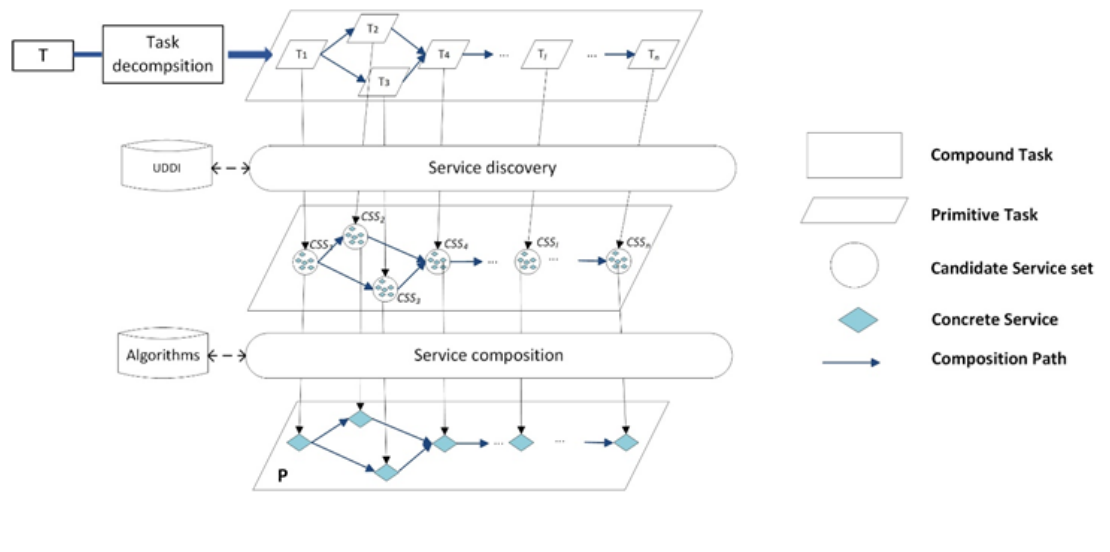 T
Task
decompsition
T1
T2
T3
T4
...
Ti
...
Tn
UDDI
Service discovery
CSS1
CSS2
CSS3
CSS4
...
CSSi
...
CSSn
Algorithms
Service composition
...
...
P
Compound Task
Primitive Task
Candidate Service set
Concrete Service
Composition Path